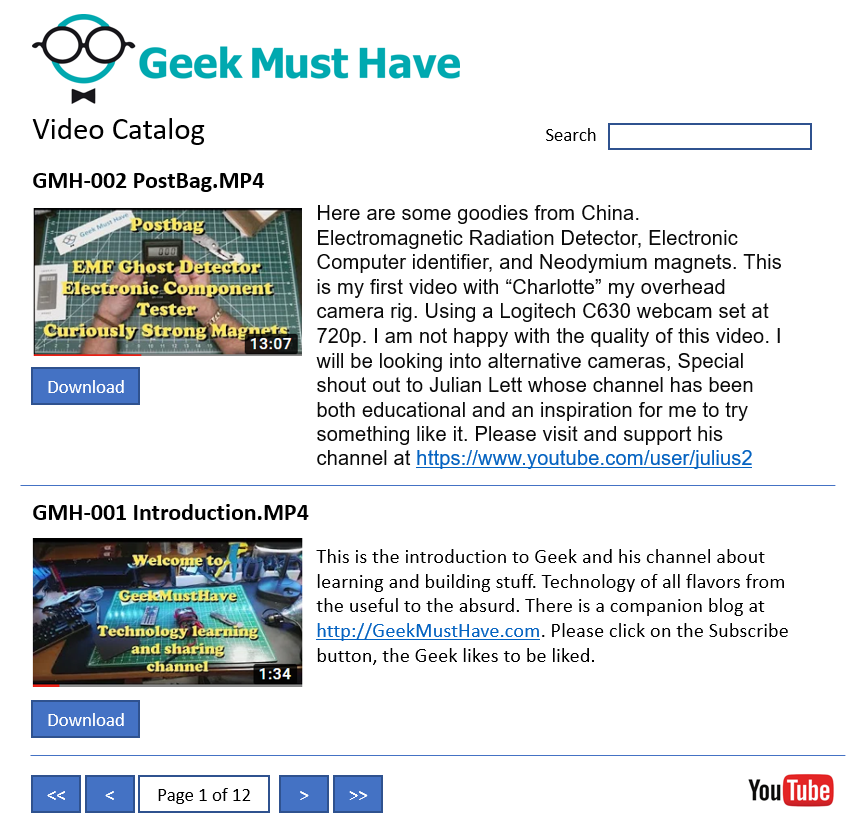 Geek Must Have
Video Catalog
Search
GMH-002 PostBag.MP4
Geek Must Have
Postbag
EMF Ghost Detector
Electronic Component
Tester
Curiously Strong Magnets
13:07
Download
Here are some goodies from China.
Electromagnetic Radiation Detector, Electronic
Computer identifier, and Neodymium magnets. This
is my first video with “Charlotte” my overhead
camera rig. Using a Logitech C630 webcam set at
720p. I am not happy with the quality of this video. I
will be looking into alternative cameras, Special
shout out to Julian Lett whose channel has been
both educational and an inspiration for me to try
something like it. Please visit and support his
channel at https://www.youtube.com/user/julius2
GMH-001 Introduction.MP4
Welcome to
GeekMustHave
Technology learning
and sharing
channel
1:34
Download
This is the introduction to Geek and his channel about
learning and building stuff. Technology of all flavors from
the useful to the absurd. There is a companion blog at
http://GeekMustHave.com. Please click on the Subscribe
button, the Geek likes to be liked.
<< < Page 1 of 12 > >>
YouTube